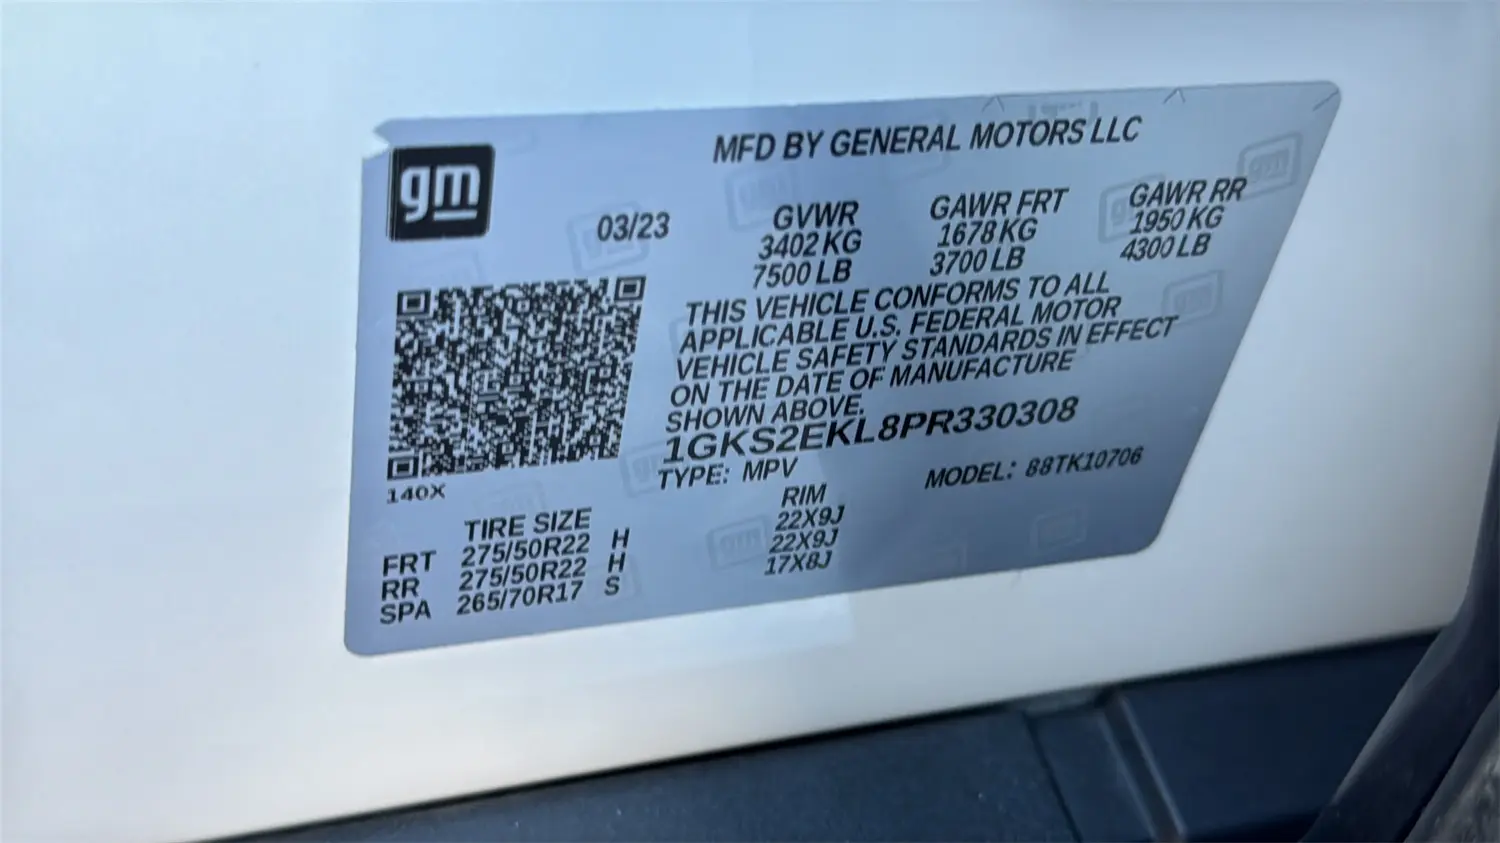 gm
MFD BY GENERAL MOTORS LLC
03/23
GVWR GAWR FRT GAWR RR
3402 KG 1678 KG 1950 KG
7500 LB 3700 LB 4300 LB
THIS VEHICLE CONFORMS TO ALL
APPLICABLE U.S. FEDERAL MOTOR
VEHICLE SAFETY STANDARDS IN EFFECT
ON THE DATE OF MANUFACTURE
SHOWN ABOVE.
1GKS2EKL8PR330308
TYPE: MPV MODEL: 88TK10706
140X
TIRE SIZE RIM
FRT 275/50R22 H 22X9J
RR 275/50R22 H 22X9J
SPA 265/70R17 S 17X8J